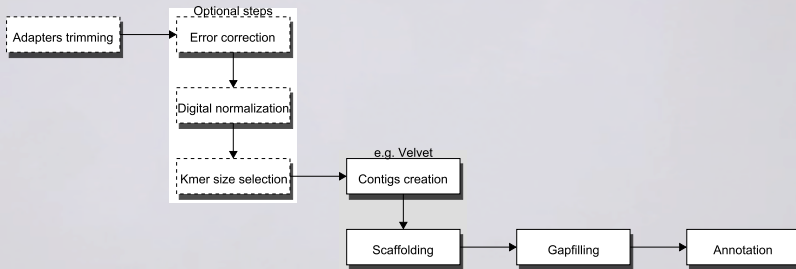 Optional steps
Adapters trimming
Error correction
Digital normalization
Kmer size selection
e.g. Velvet
Contigs creation
Scaffolding
Gapfilling
Annotation